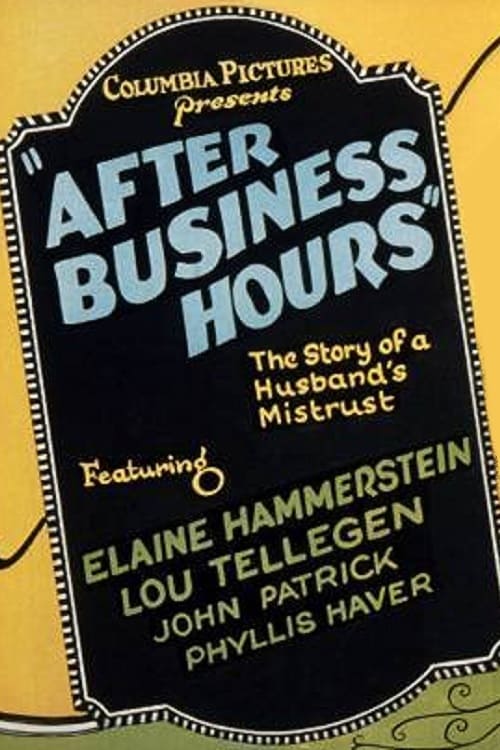 COLUMBIA PICTURES
presents
"AFTER
BUSINESS
HOURS"
The Story of a
Husband's
Mistrust
Featuring
ELAINE HAMMERSTEIN
LOU TELLEGEN
JOHN PATRICK
PHYLLIS HAVER